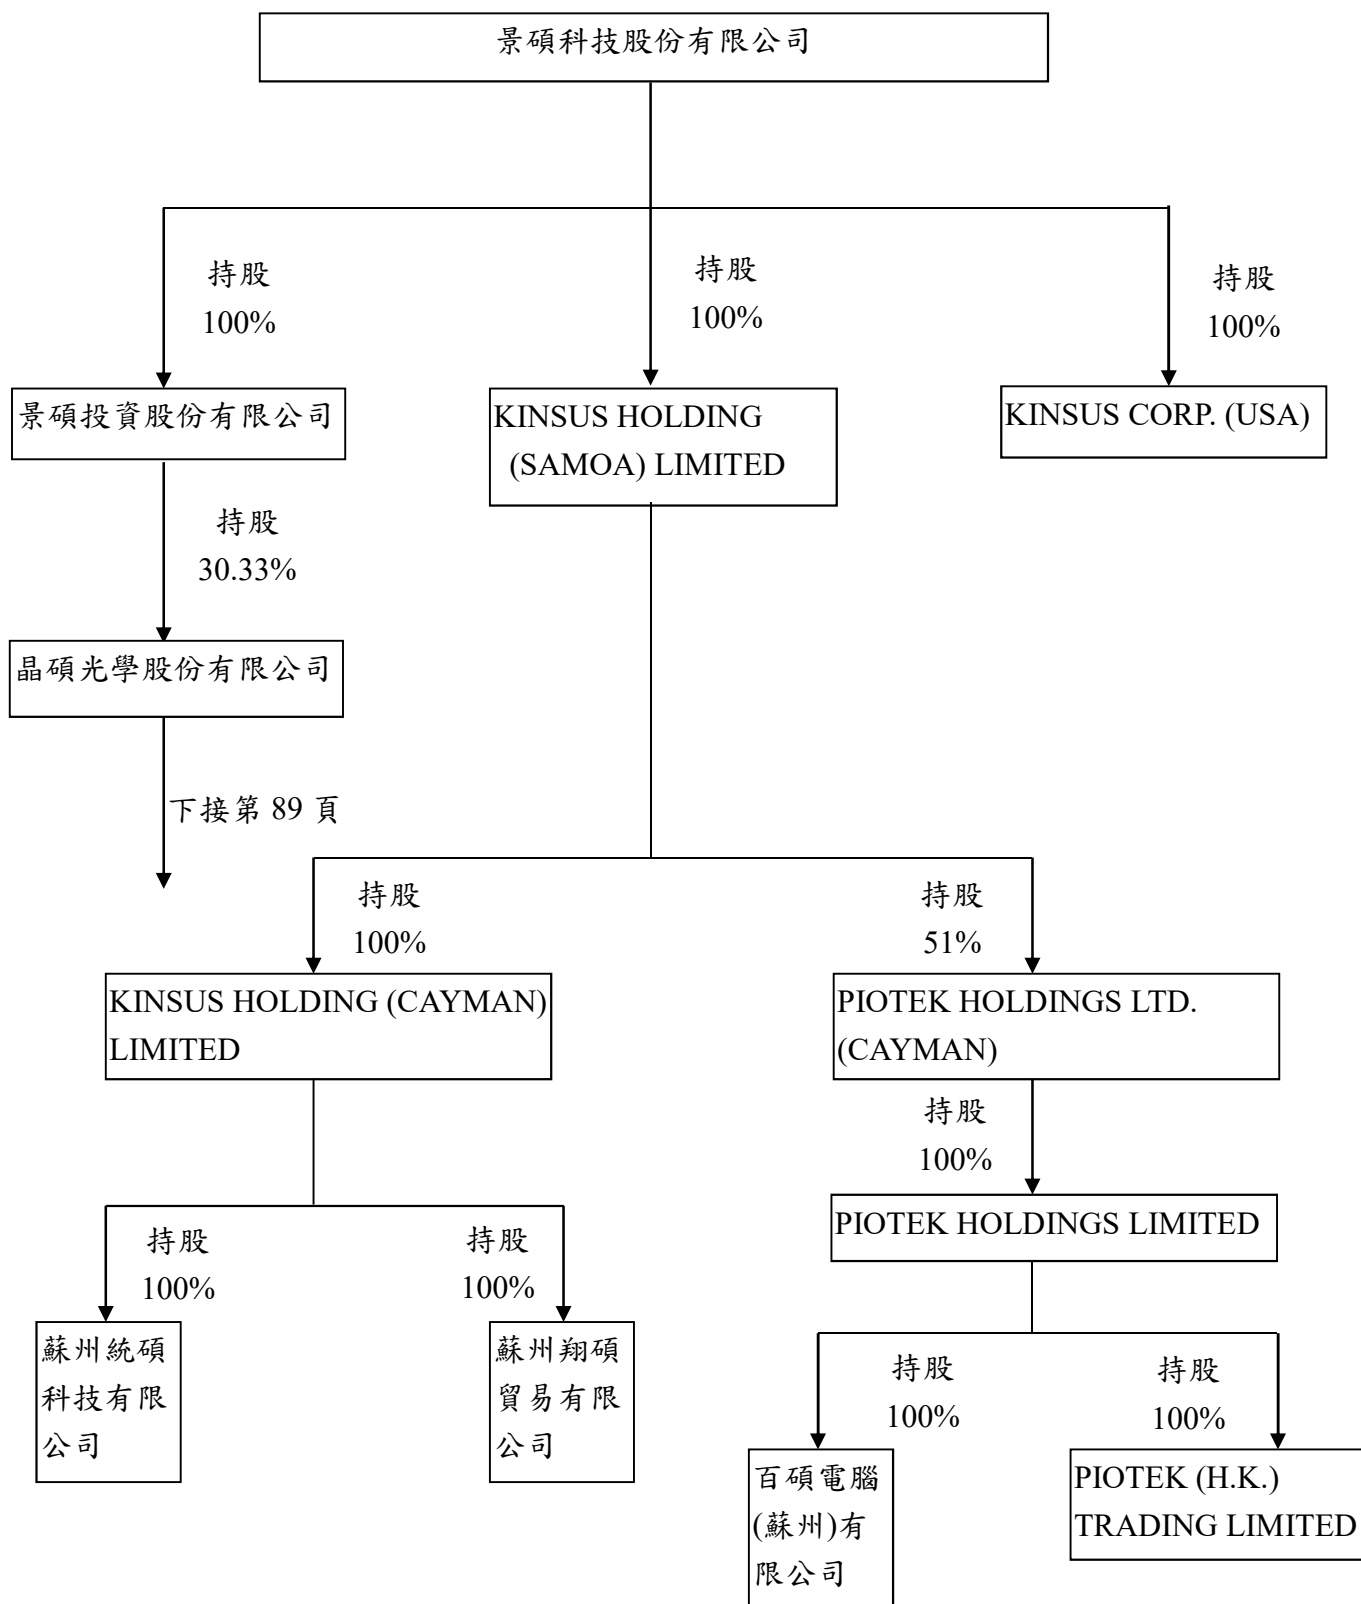 景碩科技股份有限公司
持股
100%
持股
100%
持股
100%
景碩投資股份有限公司
KINSUS HOLDING
(SAMOA) LIMITED
KINSUS CORP. (USA)
持股
30.33%
晶碩光學股份有限公司
下接第 89 頁
持股
100%
持股
51%
KINSUS HOLDING (CAYMAN)
LIMITED
PIOTEK HOLDINGS LTD.
(CAYMAN)
持股
100%
PIOTEK HOLDINGS LIMITED
持股
100%
持股
100%
蘇州統碩
科技有限
公司
蘇州翔碩
貿易有限
公司
持股
100%
持股
100%
百碩電腦
(蘇州)有
限公司
PIOTEK (H.K.)
TRADING LIMITED